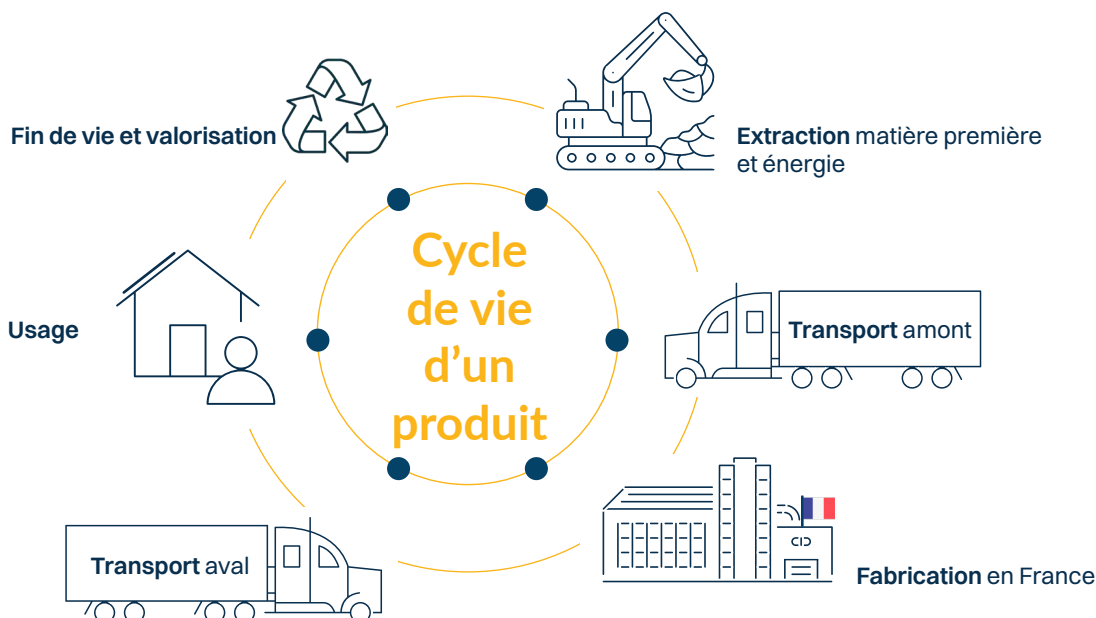 Fin de vie et valorisation
Extraction matière première
et énergie
Cycle
de vie
d’un
produit
Usage
Transport amont
Transport aval
Fabrication en France